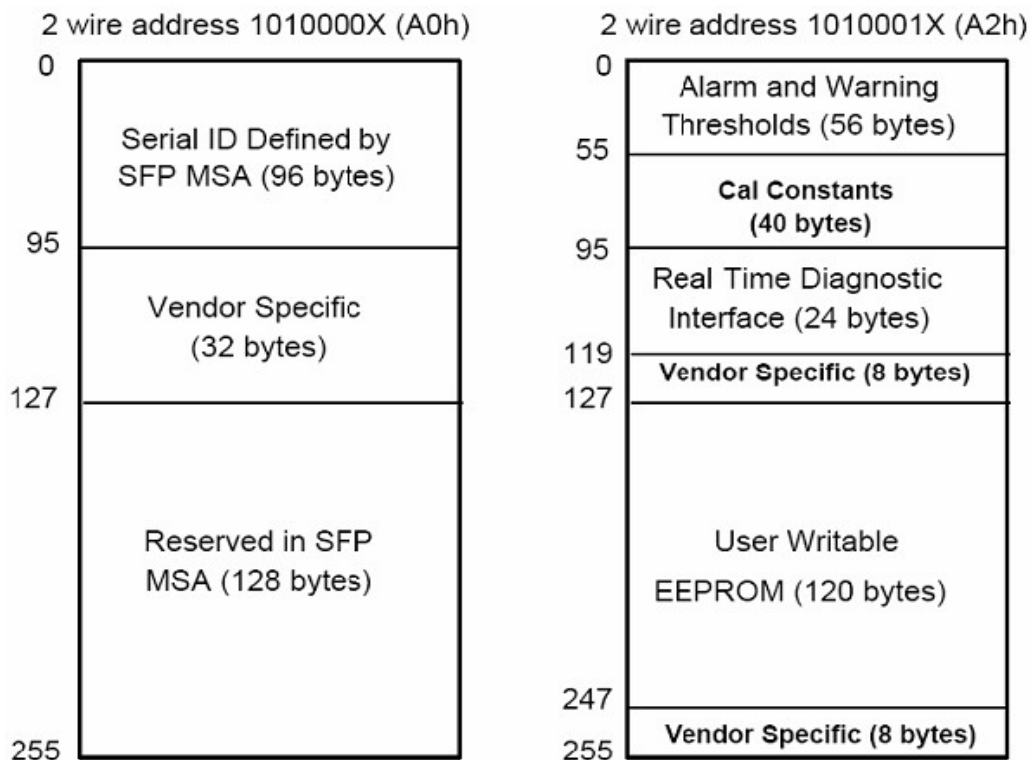 2 wire address 1010000X (A0h)
0
Serial ID Defined by
SFP MSA (96 bytes)
95
Vendor Specific
(32 bytes)
127
Reserved in SFP
MSA (128 bytes)
255
2 wire address 1010001X (A2h)
0
Alarm and Warning
Thresholds (56 bytes)
55
Cal Constants
(40 bytes)
95
Real Time Diagnostic
Interface (24 bytes)
119
Vendor Specific (8 bytes)
127
User Writable
EEPROM (120 bytes)
247
Vendor Specific (8 bytes)
255